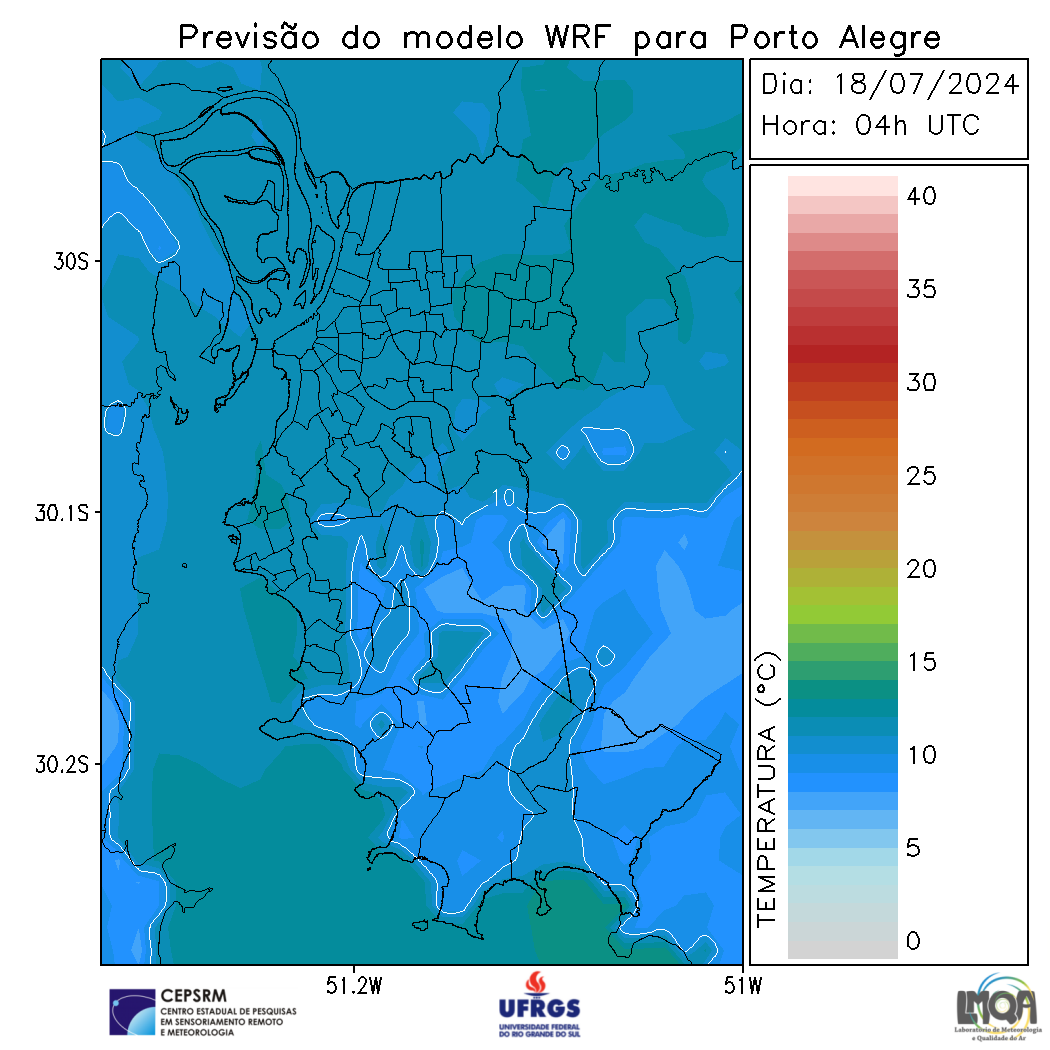 Previsão do modelo WRF para Porto Alegre
Dia: 18/07/2024
Hora: 04h UTC
40
35
30
25
20
15
10
5
0
TEMPERATURA (°C)
30S
30.1S
30.2S
10
51.2W
51W
CEPSRM
CENTRO ESTADUAL DE PESQUISAS
EM SENSORIAMENTO REMOTO
E METEOROLOGIA
UFRGS
UNIVERSIDADE FEDERAL
DO RIO GRANDE DO SUL
LMQA
Laboratório de Meteorologia
e Qualidade do Ar